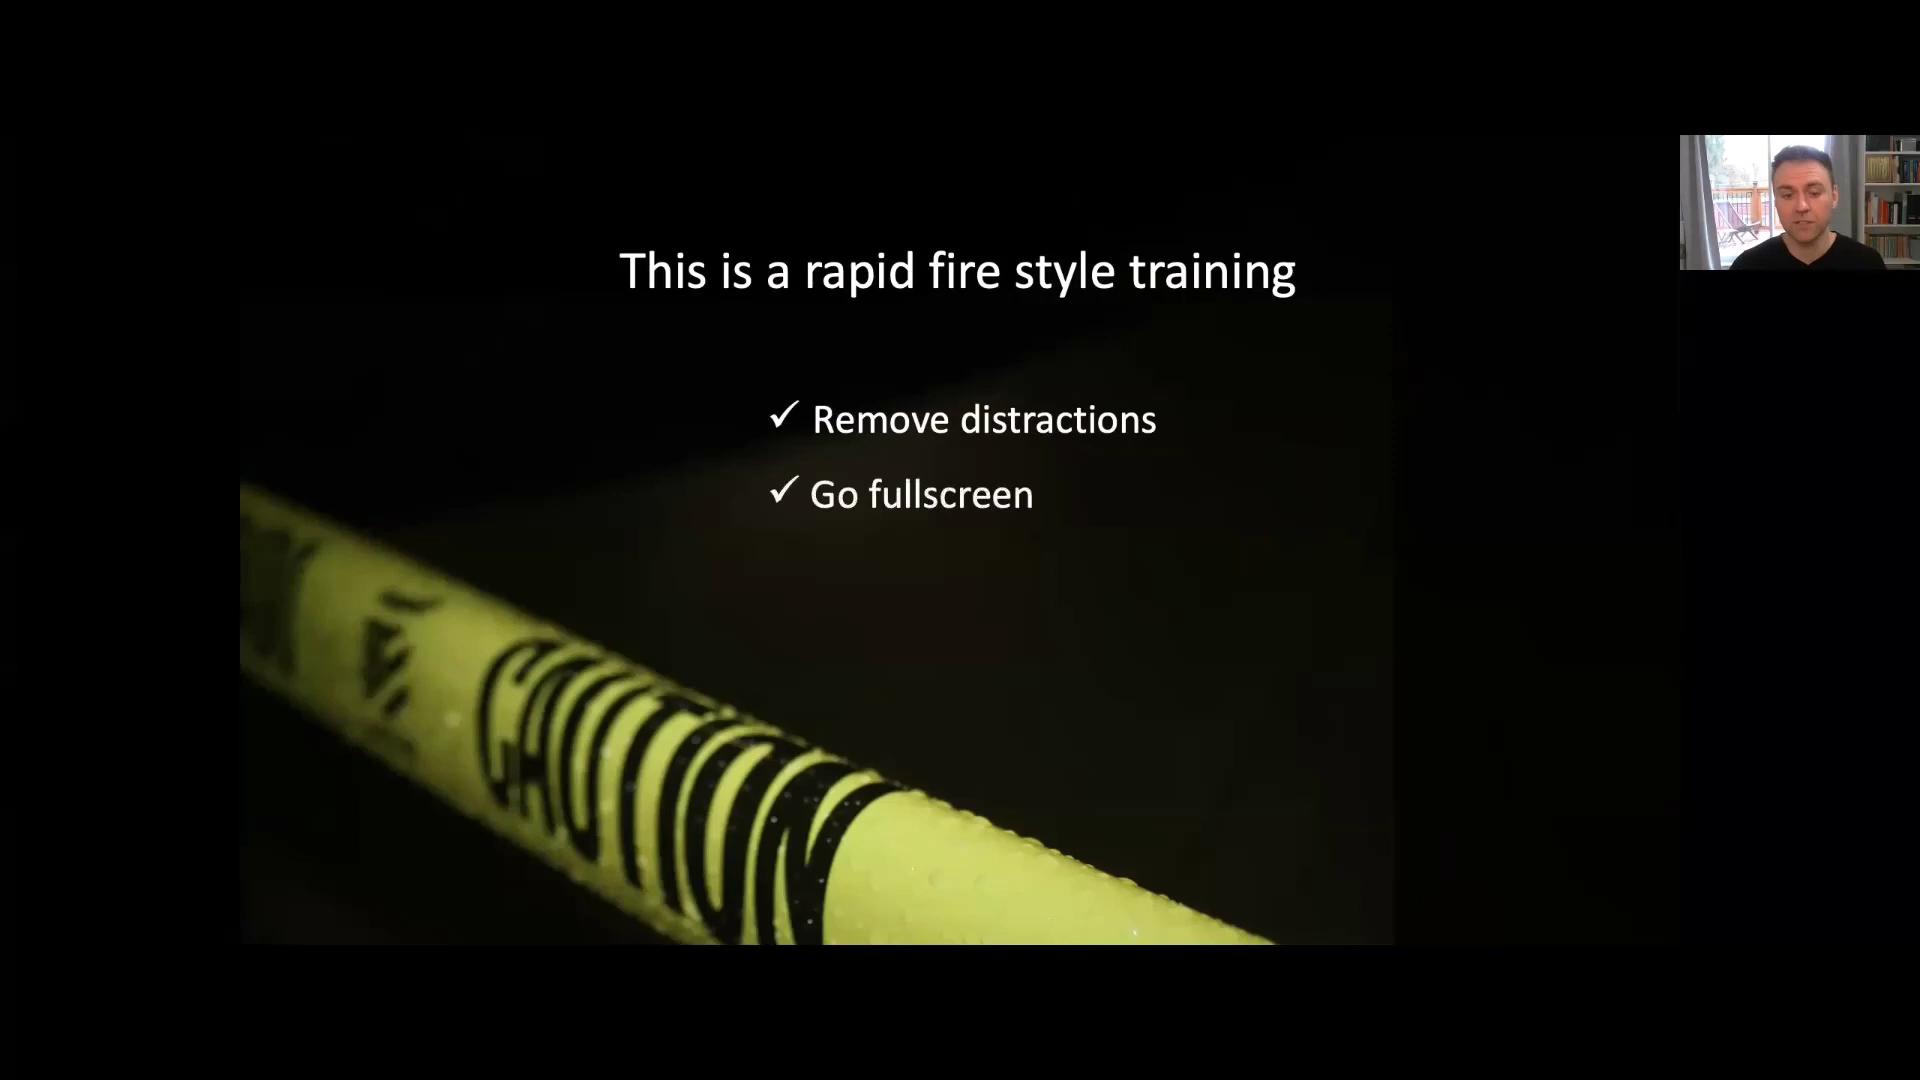 This is a rapid fire style training
✓ Remove distractions
✓ Go fullscreen